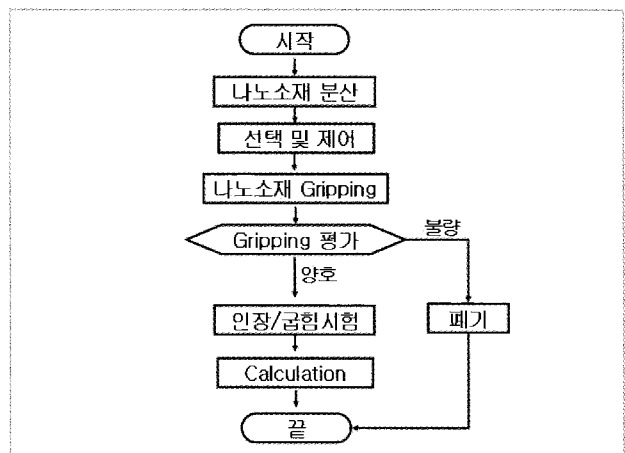 시작
나노소재 분산
선택 및 제어
나노소재 Gripping
Gripping 평가
불량
양호
인장/굽힘시험
폐기
Calculation
끝